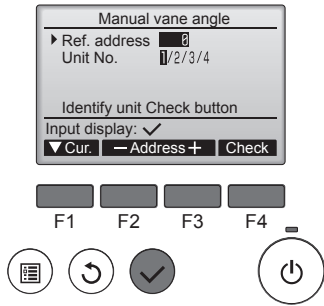 Manual vane angle
Ref. address 0
Unit No. 1/2/3/4
Identify unit Check button
Input display: ✓
▼ Cur. − Address + Check
F1 F2 F3 F4